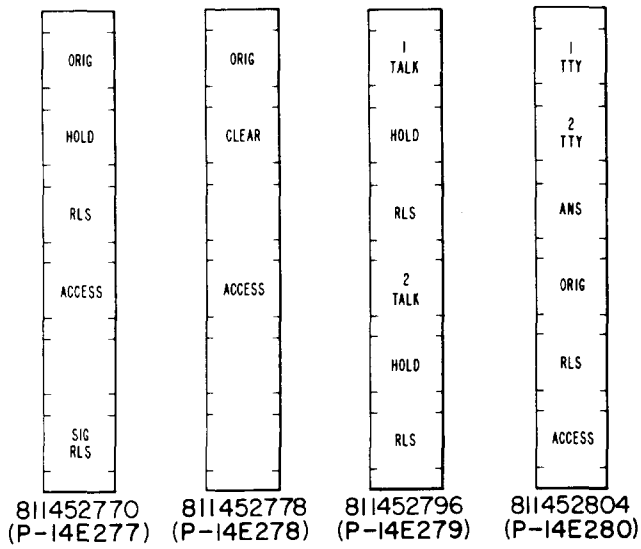 ORIG
HOLD
RLS
ACCESS
SIG
RLS
811452770
(P-14E277)
ORIG
CLEAR
ACCESS
811452778
(P-14E278)
1
TALK
HOLD
RLS
2
TALK
HOLD
RLS
811452796
(P-14E279)
1
TTY
2
TTY
ANS
ORIG
RLS
ACCESS
811452804
(P-14E280)